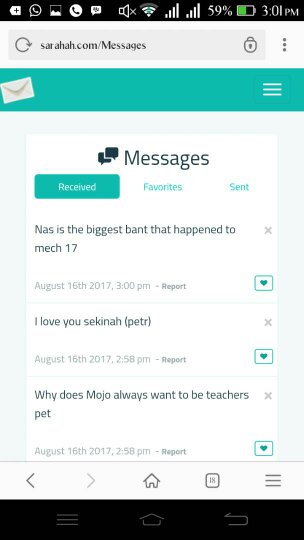 59% 3:01 PM
sarahah.com/Messages
Messages
Received Favorites Sent
Nas is the biggest bant that happened to
mech 17
August 16th 2017, 3:00 pm - Report
I love you sekinah (petr)
August 16th 2017, 2:58 pm - Report
Why does Mojo always want to be teachers
pet
August 16th 2017, 2:58 pm - Report
18